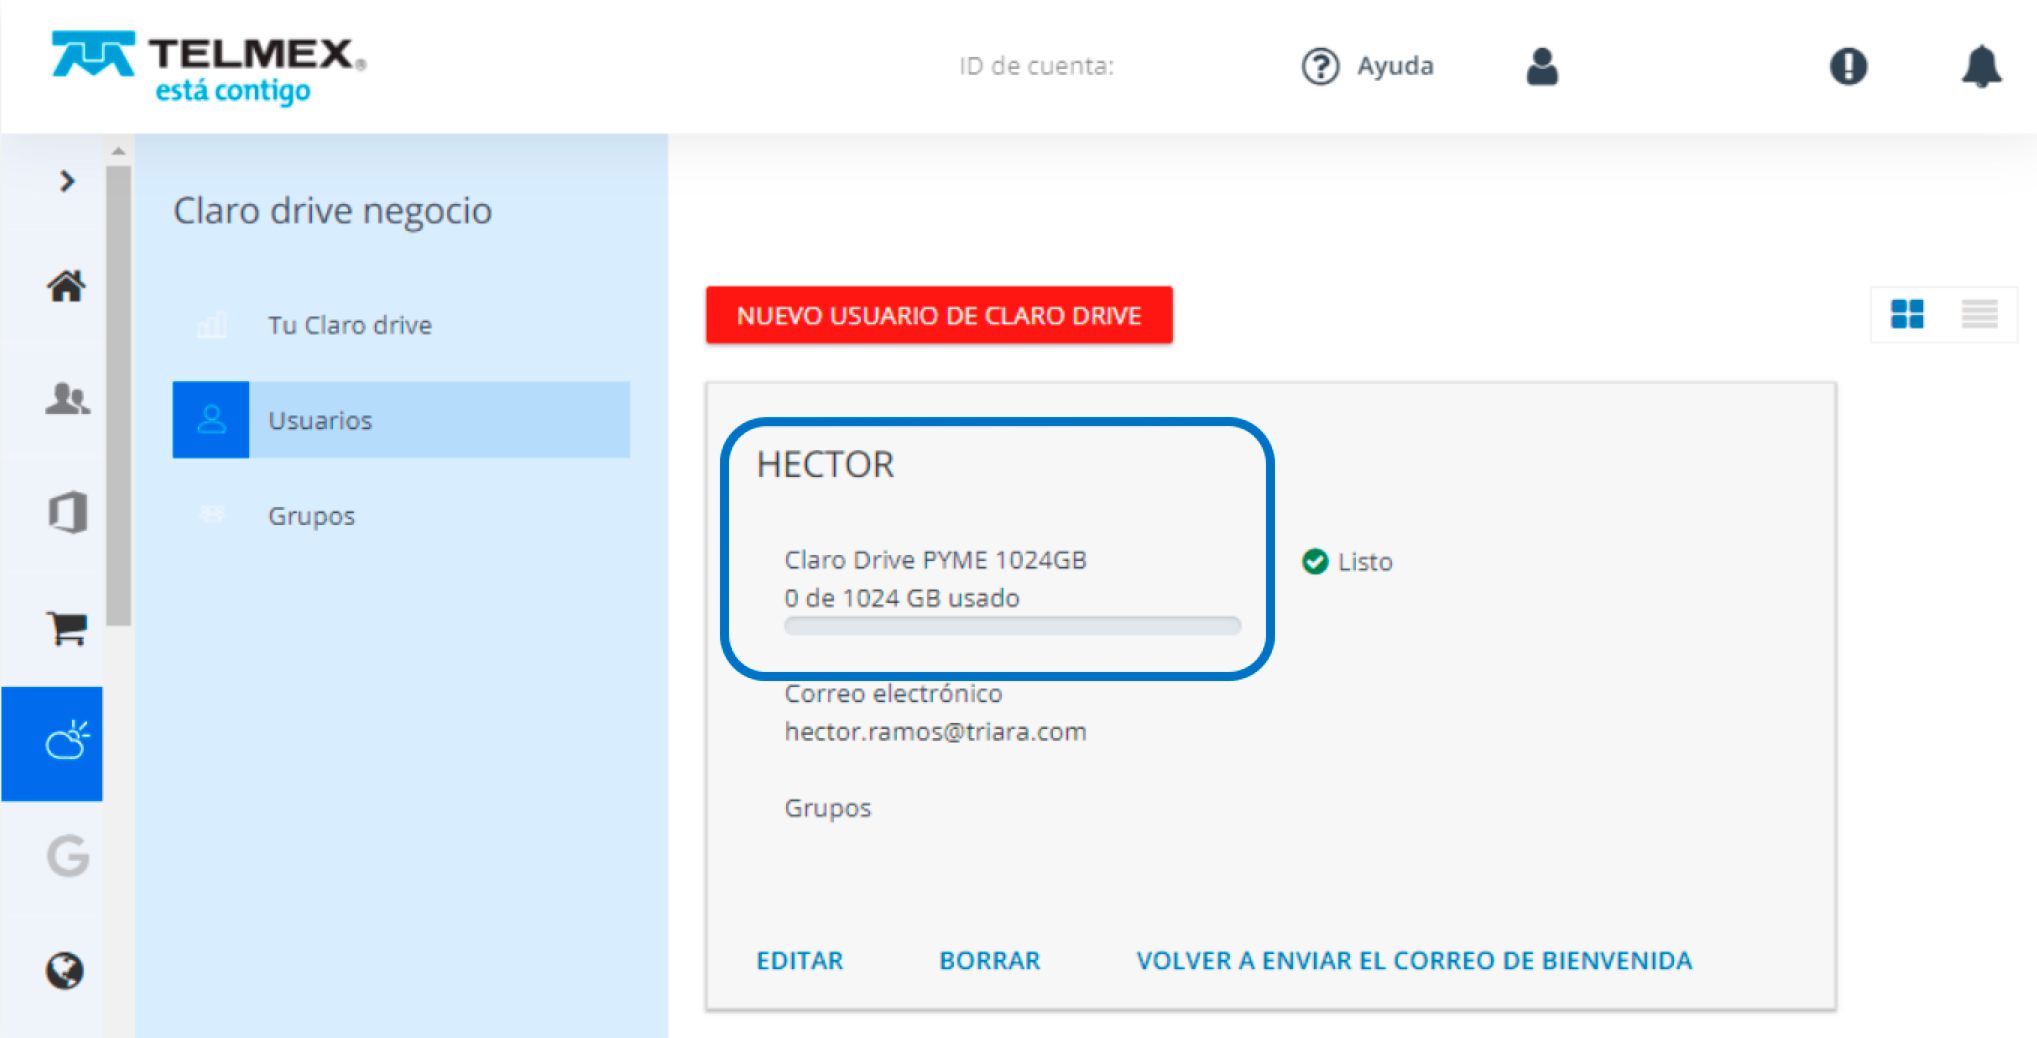 TELMEX®
está contigo
ID de cuenta:
Ayuda
Claro drive negocio
Tu Claro drive
Usuarios
Grupos
NUEVO USUARIO DE CLARO DRIVE
HECTOR
Claro Drive PYME 1024GB
0 de 1024 GB usado
Listo
Correo electrónico
hector.ramos@triara.com
Grupos
EDITAR
BORRAR
VOLVER A ENVIAR EL CORREO DE BIENVENIDA